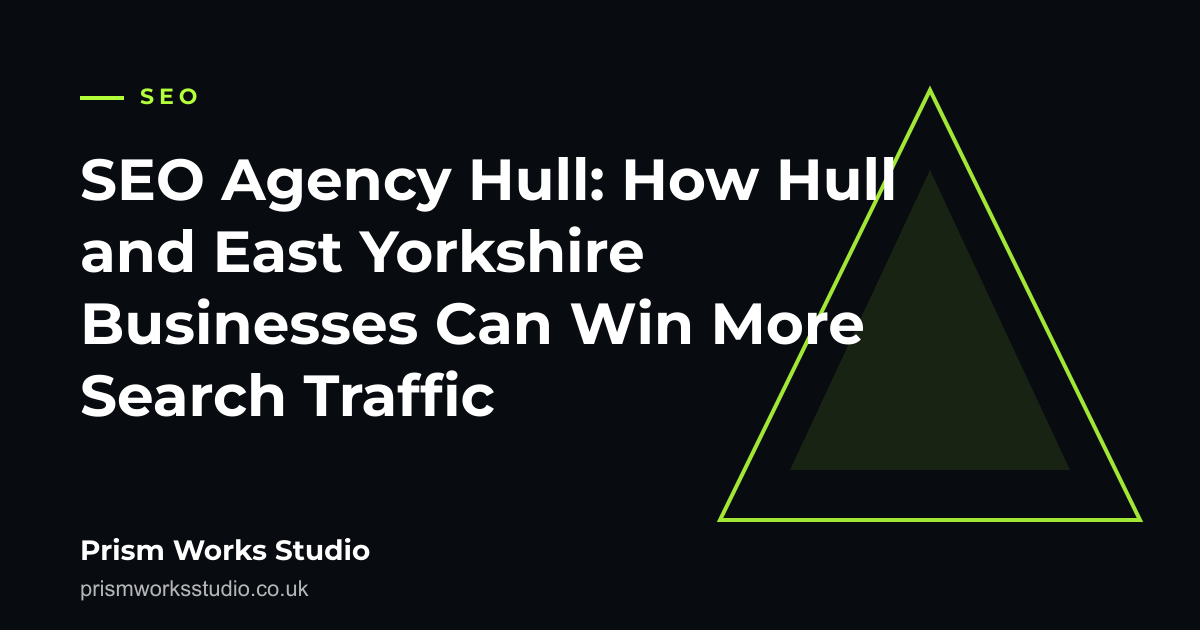 SEO
SEO Agency Hull: How Hull
and East Yorkshire
Businesses Can Win More
Search Traffic
Prism Works Studio
prismworksstudio.co.uk